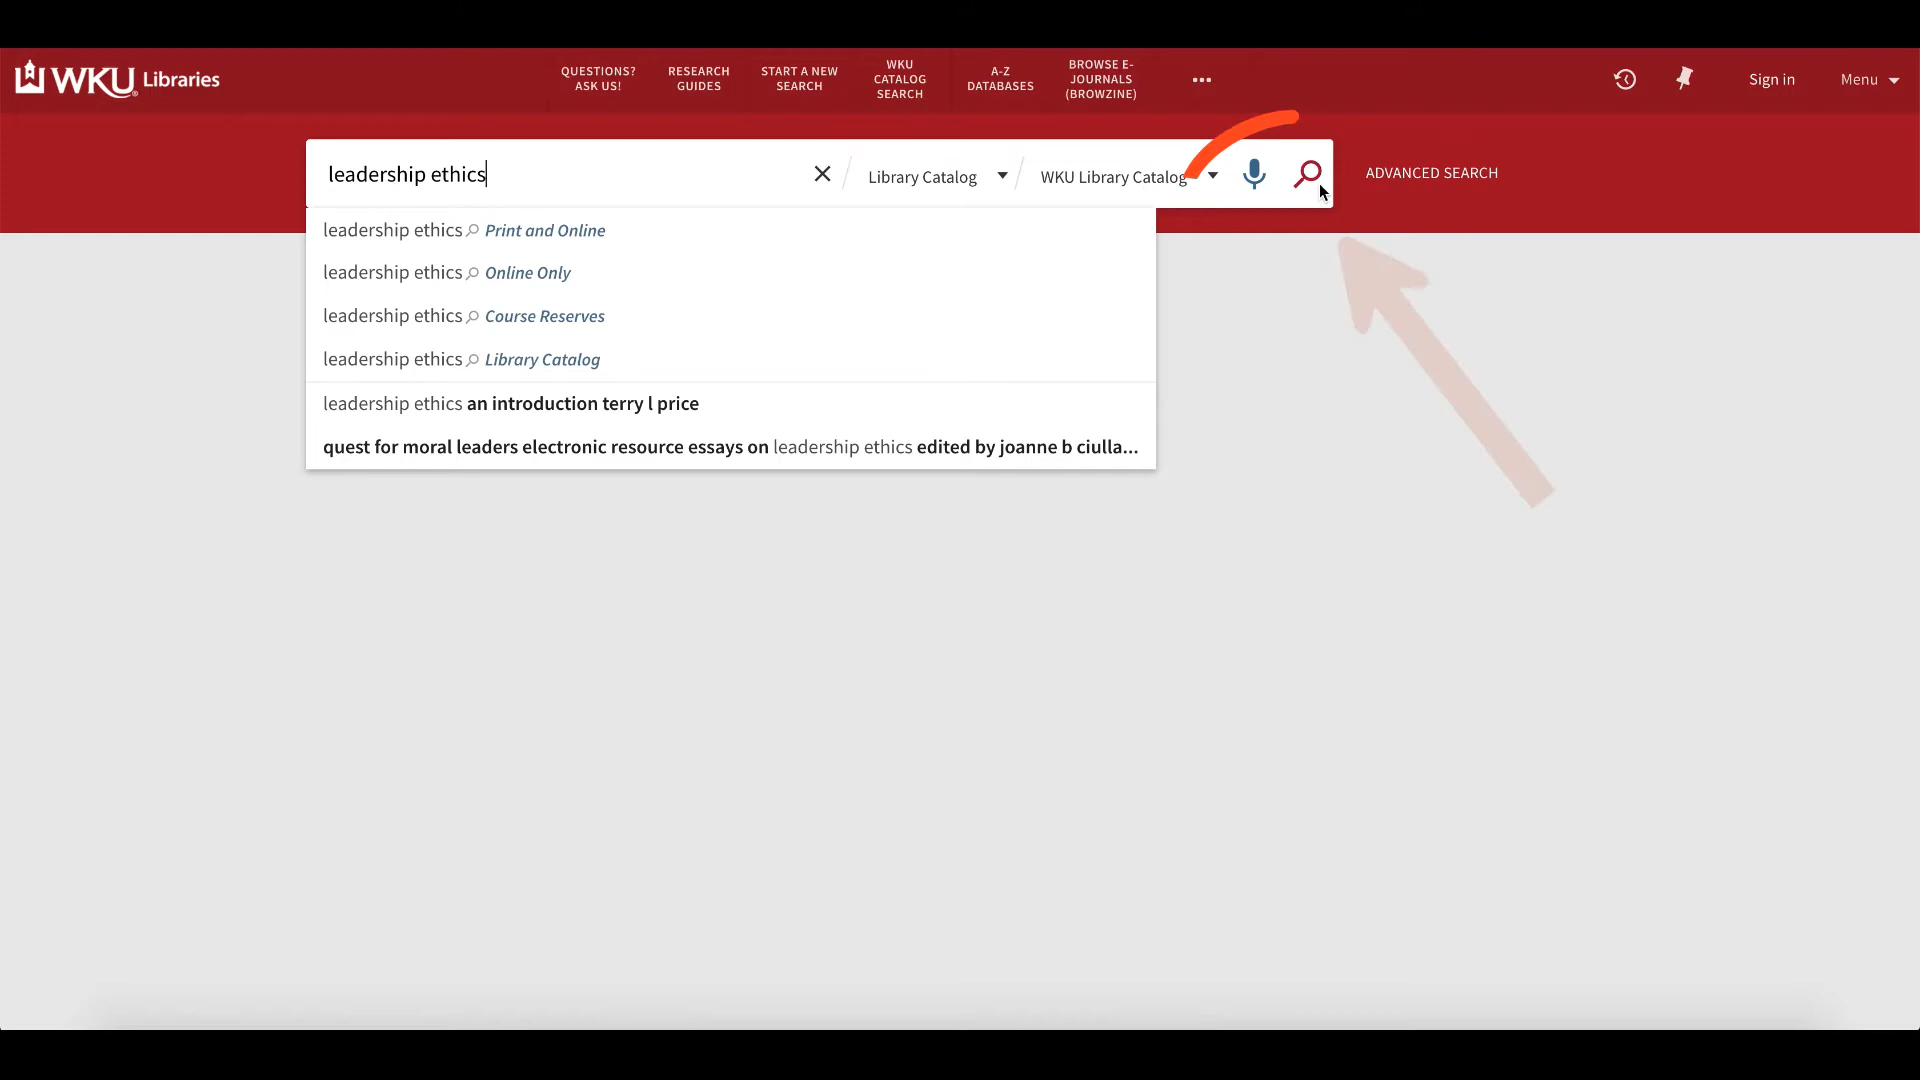 WKU Libraries
QUESTIONS?
ASK US!
RESEARCH
GUIDES
START A NEW
SEARCH
WKU
CATALOG
SEARCH
A-Z
DATABASES
BROWSE E-
JOURNALS
(BROWZINE)
Sign in
Menu
leadership ethics
Library Catalog
WKU Library Catalog
ADVANCED SEARCH
leadership ethics Print and Online
leadership ethics Online Only
leadership ethics Course Reserves
leadership ethics Library Catalog
leadership ethics an introduction terry l price
quest for moral leaders electronic resource essays on leadership ethics edited by joanne b ciulla...